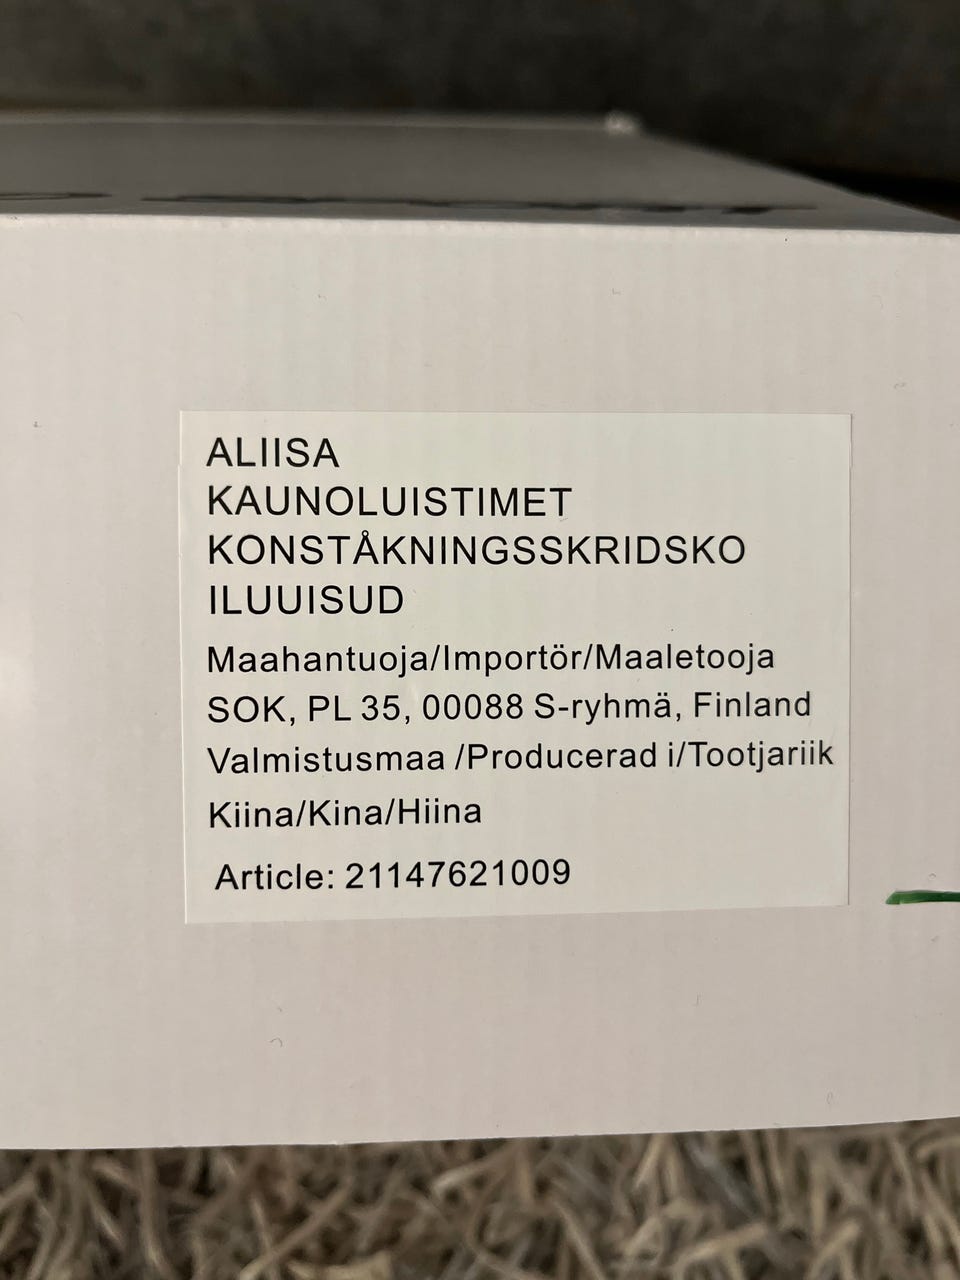 ALIISA
KAUNOLUISTIMET
KONSTÅKNINGSSKRIDSKO
ILUUISUD
Maahantuoja/Importör/Maaletooja
SOK, PL 35, 00088 S-ryhmä, Finland
Valmistusmaa /Producerad i/Tootjariik
Kiina/Kina/Hiina
Article: 21147621009